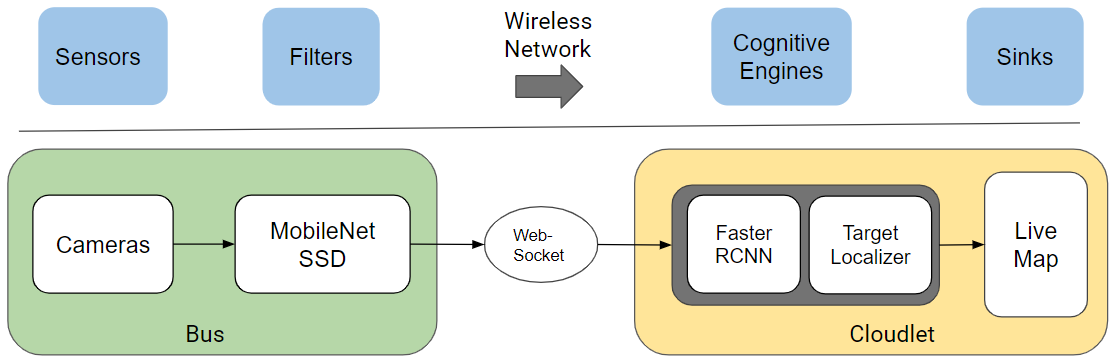 Sensors
Filters
Wireless
Network
Cognitive
Engines
Sinks
Cameras
MobileNet
SSD
Web-
Socket
Faster
RCNN
Target
Localizer
Live
Map
Bus
Cloudlet